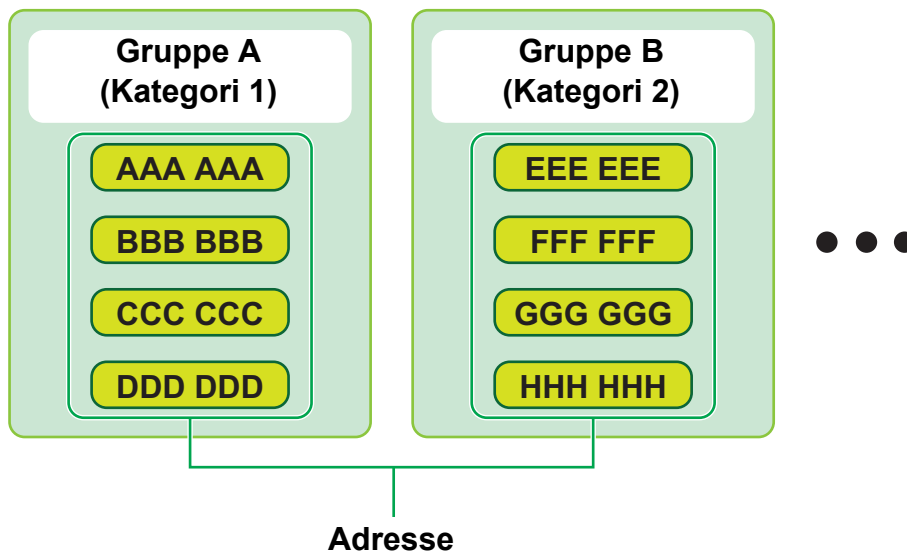 Gruppe A
(Kategori 1)
AAA AAA
BBB BBB
CCC CCC
DDD DDD
Gruppe B
(Kategori 2)
EEE EEE
FFF FFF
GGG GGG
HHH HHH
Adresse